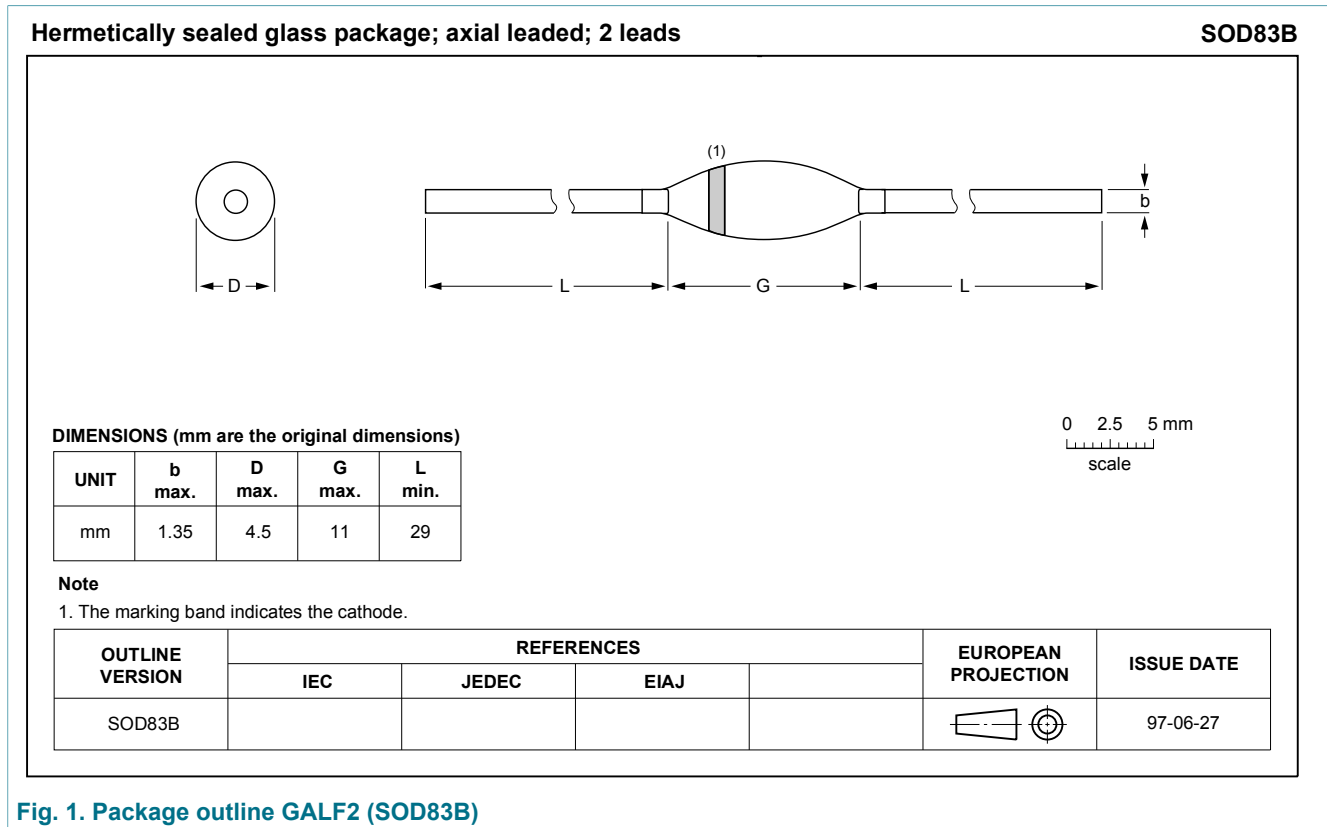 Hermetically sealed glass package; axial leaded; 2 leads SOD83B
(1)
b
D L G L
0 2.5 5 mm
scale
DIMENSIONS (mm are the original dimensions)
UNIT b max. D max. G max. L min.
mm 1.35 4.5 11 29
Note
1. The marking band indicates the cathode.
OUTLINE VERSION REFERENCES EUROPEAN PROJECTION ISSUE DATE
IEC JEDEC EIAJ
SOD83B 97-06-27
Fig. 1. Package outline GALF2 (SOD83B)